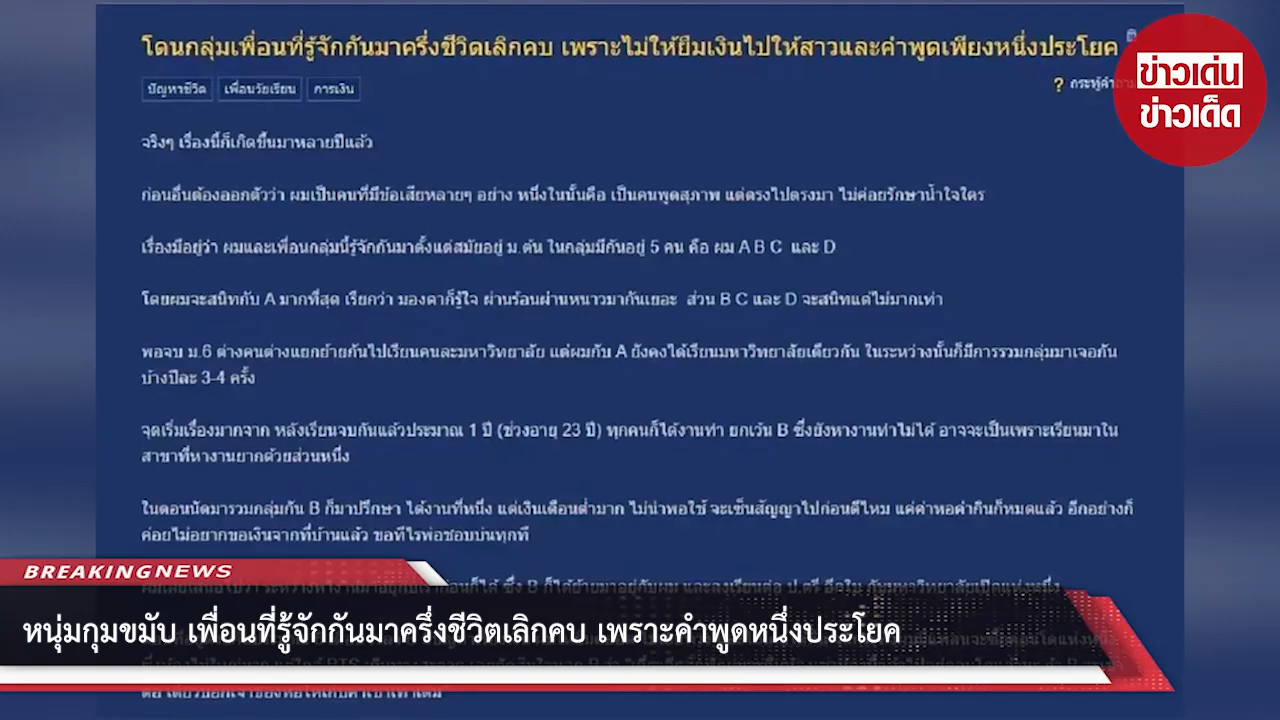 โดนกลุ่มเพื่อนที่รู้จักกันมาครึ่งชีวิตเลิกคบ เพราะไม่ให้ยืมเงินไปให้สาวและคำพูดเพียงหนึ่งประโยค
ปัญหาชีวิต เพื่อนวัยเรียน การเงิน
? กระทู้คำถาม
ข่าวเด่น
ข่าวเด็ด
จริงๆ เรื่องนี้ก็เกิดขึ้นมาหลายปีแล้ว
ก่อนอื่นต้องออกตัวว่า ผมเป็นคนที่มีข้อเสียหลายๆ อย่าง หนึ่งในนั้นคือ เป็นคนพูดสุภาพ แต่ตรงไปตรงมา ไม่ค่อยรักษาน้ำใจใคร
เรื่องมีอยู่ว่า ผมและเพื่อนกลุ่มนี้รู้จักกันมาตั้งแต่สมัยอยู่ ม.ต้น ในกลุ่มมีกันอยู่ 5 คน คือ ผม A B C และ D
โดยผมจะสนิทกับ A มากที่สุด เรียกว่า มองตาก็รู้ใจ ผ่านร้อนผ่านหนาวมากันเยอะ ส่วน B C และ D จะสนิทแต่ไม่มากเท่า
พอจบ ม.6 ต่างคนต่างแยกย้ายกันไปเรียนคนละมหาวิทยาลัย แต่ผมกับ A ยังคงได้เรียนมหาวิทยาลัยเดียวกัน ในระหว่างนั้นก็มีการรวมกลุ่มมาเจอกัน
บ้างปีละ 3-4 ครั้ง
จุดเริ่มเรื่องมากจาก หลังเรียนจบกันแล้วประมาณ 1 ปี (ช่วงอายุ 23 ปี) ทุกคนก็ได้งานทำ ยกเว้น B ซึ่งยังหางานทำไม่ได้ อาจจะเป็นเพราะเรียนมาใน
สาขาที่หางานยากด้วยส่วนหนึ่ง
ในตอนนัดมารวมกลุ่มกัน B ก็มาปรึกษา ได้งานที่หนึ่ง แต่เงินเดือนต่ำมาก ไม่น่าพอใช้ จะเซ็นสัญญาไปก่อนดีไหม แค่ค่าหอค่ากินก็หมดแล้ว อีกอย่างก็
ค่อยไม่อยากขอเงินจากที่บ้านแล้ว ขอทีไรพ่อชอบบ่นทุกที
BREAKING NEWS
หนุ่มกุมขมับ เพื่อนที่รู้จักกันมาครึ่งชีวิตเลิกคบ เพราะคำพูดหนึ่งประโยค